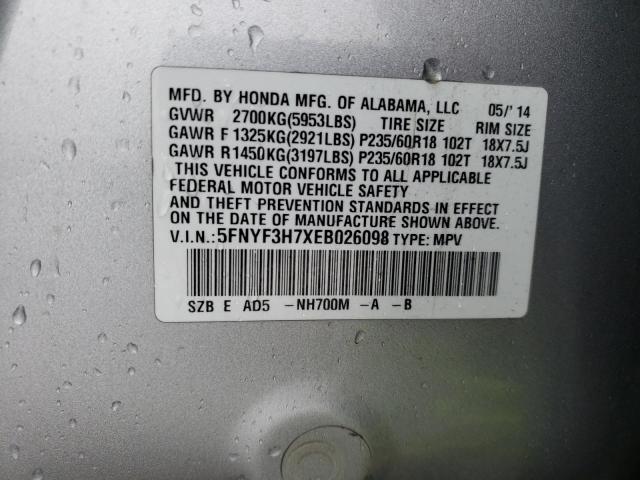 MFD. BY HONDA MFG. OF ALABAMA, LLC 05/'14
GVWR 2700KG(5953LBS) TIRE SIZE RIM SIZE
GAWR F 1325KG(2921LBS) P235/60R18 102T 18X7.5J
GAWR R1450KG(3197LBS) P235/60R18 102T 18X7.5J
THIS VEHICLE CONFORMS TO ALL APPLICABLE
FEDERAL MOTOR VEHICLE SAFETY
AND THEFT PREVENTION STANDARDS IN EFFECT
ON THE DATE OF MANUFACTURE SHOWN ABOVE.
V.I.N.:5FNYF3H7XEB026098 TYPE: MPV
SZB E AD5 -NH700M -A -B